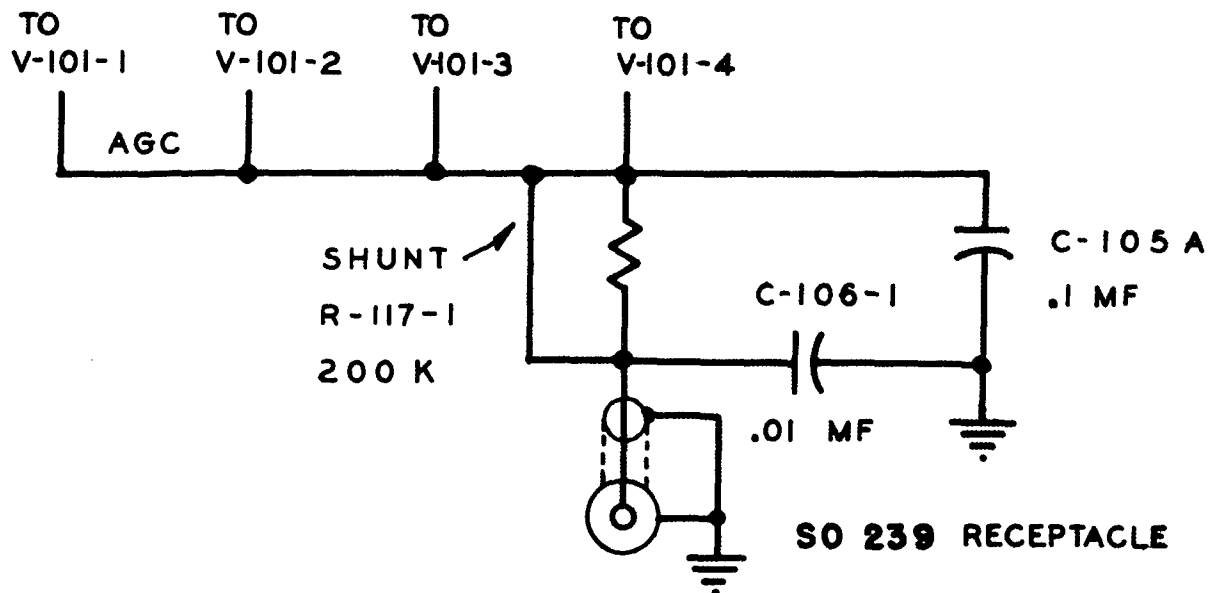 TO
V-101-1
TO
V-101-2
TO
V-101-3
TO
V-101-4
AGC
SHUNT
R-117-1
200 K
C-106-1
.01 MF
C-105 A
.1 MF
SO 239 RECEPTACLE